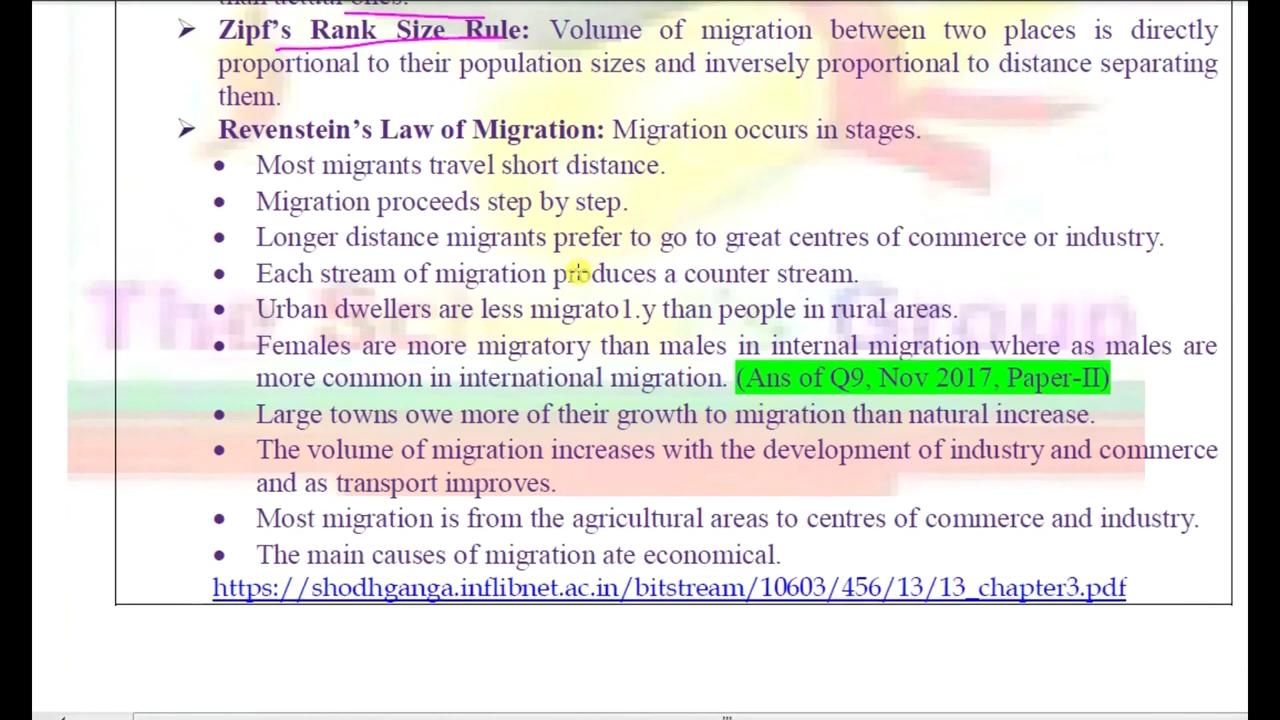 than actual ones.
➢ Zipf's Rank Size Rule: Volume of migration between two places is directly
proportional to their population sizes and inversely proportional to distance separating
them.
➢ Revenstein's Law of Migration: Migration occurs in stages.
• Most migrants travel short distance.
• Migration proceeds step by step.
• Longer distance migrants prefer to go to great centres of commerce or industry.
• Each stream of migration produces a counter stream.
• Urban dwellers are less migrato1.y than people in rural areas.
• Females are more migratory than males in internal migration where as males are
more common in international migration. (Ans of Q9, Nov 2017, Paper-II)
• Large towns owe more of their growth to migration than natural increase.
• The volume of migration increases with the development of industry and commerce
and as transport improves.
• Most migration is from the agricultural areas to centres of commerce and industry.
• The main causes of migration ate economical.
https://shodhganga.inflibnet.ac.in/bitstream/10603/456/13/13_chapter3.pdf